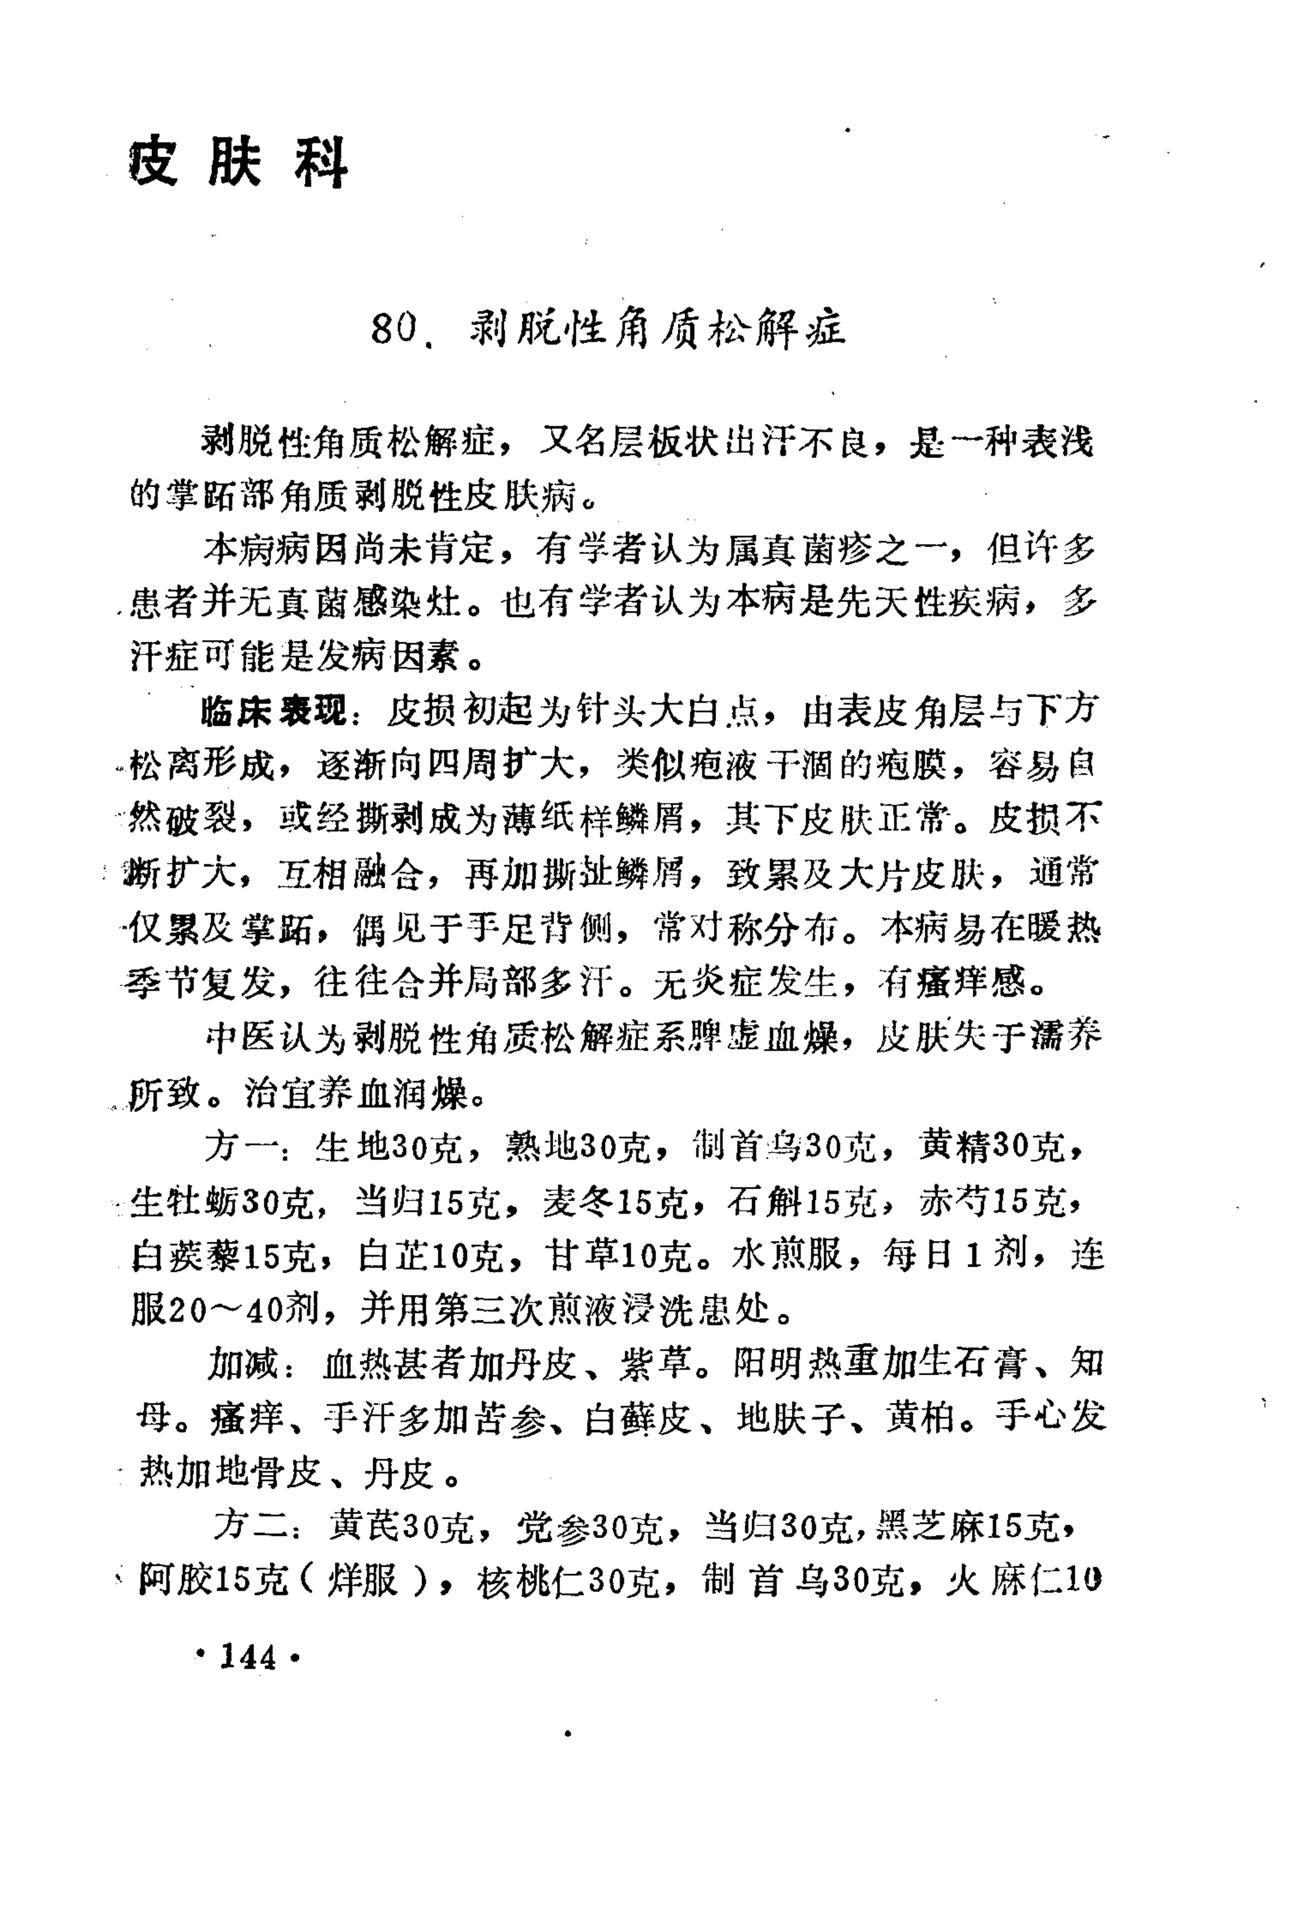 皮肤科
80．剥脱性角质松解症
剥脱性角质松解症，又名层板状出汗不良，是一种表浅
的掌跖部角质剥脱性皮肤病。
本病病因尚未肯定，有学者认为属真菌疹之一，但许多
患者并无真菌感染灶。也有学者认为本病是先天性疾病，多
汗症可能是发病因素。
临床表现：皮损初起为针头大白点，由表皮角层与下方
松离形成，逐渐向四周扩大，类似疱液干涸的疱膜，容易自
然破裂，或经撕剥成为薄纸样鳞屑，其下皮肤正常。皮损不
断扩大，互相融合，再加撕趾鳞屑，致累及大片皮肤，通常
仅累及掌跖，偶见于手足背侧，常对称分布。本病易在暖热
季节复发，往往合并局部多汗。无炎症发生，有瘙痒感。
中医认为剥脱性角质松解症系脾虚血燥，皮肤失于濡养
所致。治宜养血润燥。
方一：生地30克，熟地30克，制首乌30克，黄精30克，
生牡蛎30克，当归15克，麦冬15克，石斛15克，赤芍15克，
白蒺藜15克，白芷10克，甘草10克。水煎服，每日1剂，连
服20～40剂，并用第三次煎液浸洗患处。
加减：血热甚者加丹皮、紫草。阳明热重加生石膏、知
母。瘙痒、手汗多加苦参、白藓皮、地肤子、黄柏。手心发
热加地骨皮、丹皮。
方二：黄芪30克，党参30克，当归30克，黑芝麻15克，
阿胶15克（烊服），核桃仁30克，制首乌30克，火麻仁10
·144·